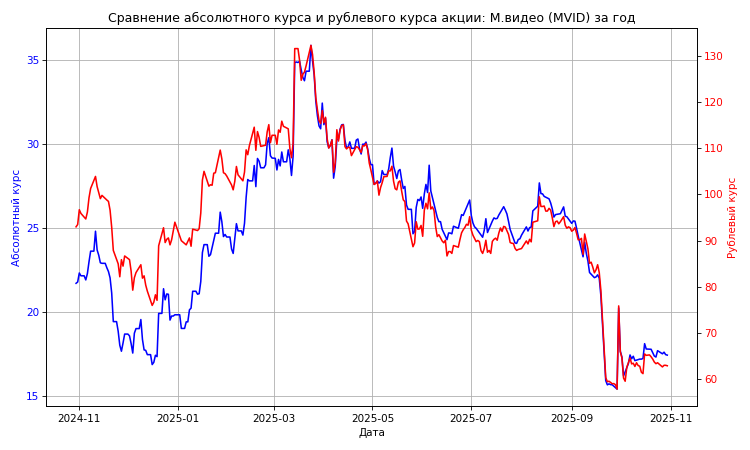 Сравнение абсолютного курса и рублевого курса акции: М.видео (MVID) за год
35
30
25
20
15
Абсолютный курс
130
120
110
100
90
80
70
60
Рублевый курс
2024-11 2025-01 2025-03 2025-05 2025-07 2025-09 2025-11
Дата